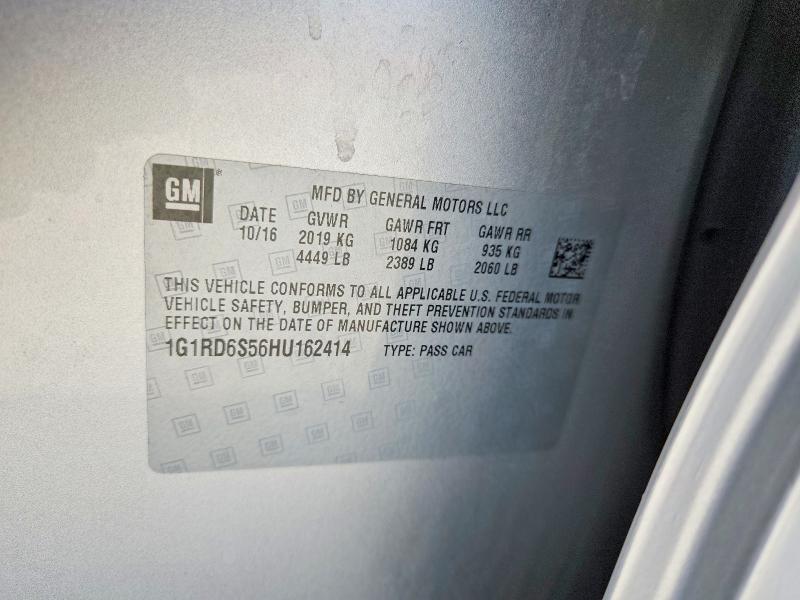 GM ®
MFD BY GENERAL MOTORS LLC
DATE GVWR GAWR FRT GAWR RR
10/16 2019 KG 1084 KG 935 KG
4449 LB 2389 LB 2060 LB
THIS VEHICLE CONFORMS TO ALL APPLICABLE U.S. FEDERAL MOTOR
VEHICLE SAFETY, BUMPER, AND THEFT PREVENTION STANDARDS IN
EFFECT ON THE DATE OF MANUFACTURE SHOWN ABOVE.
1G1RD6S56HU162414 TYPE: PASS CAR